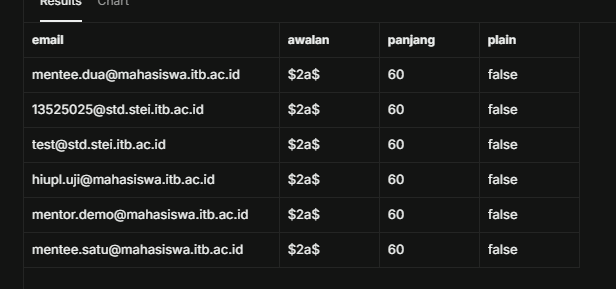 Results Chart
email awalan panjang plain
mentee.dua@mahasiswa.itb.ac.id $2a$ 60 false
13525025@std.stei.itb.ac.id $2a$ 60 false
test@std.stei.itb.ac.id $2a$ 60 false
hiupl.uji@mahasiswa.itb.ac.id $2a$ 60 false
mentor.demo@mahasiswa.itb.ac.id $2a$ 60 false
mentee.satu@mahasiswa.itb.ac.id $2a$ 60 false